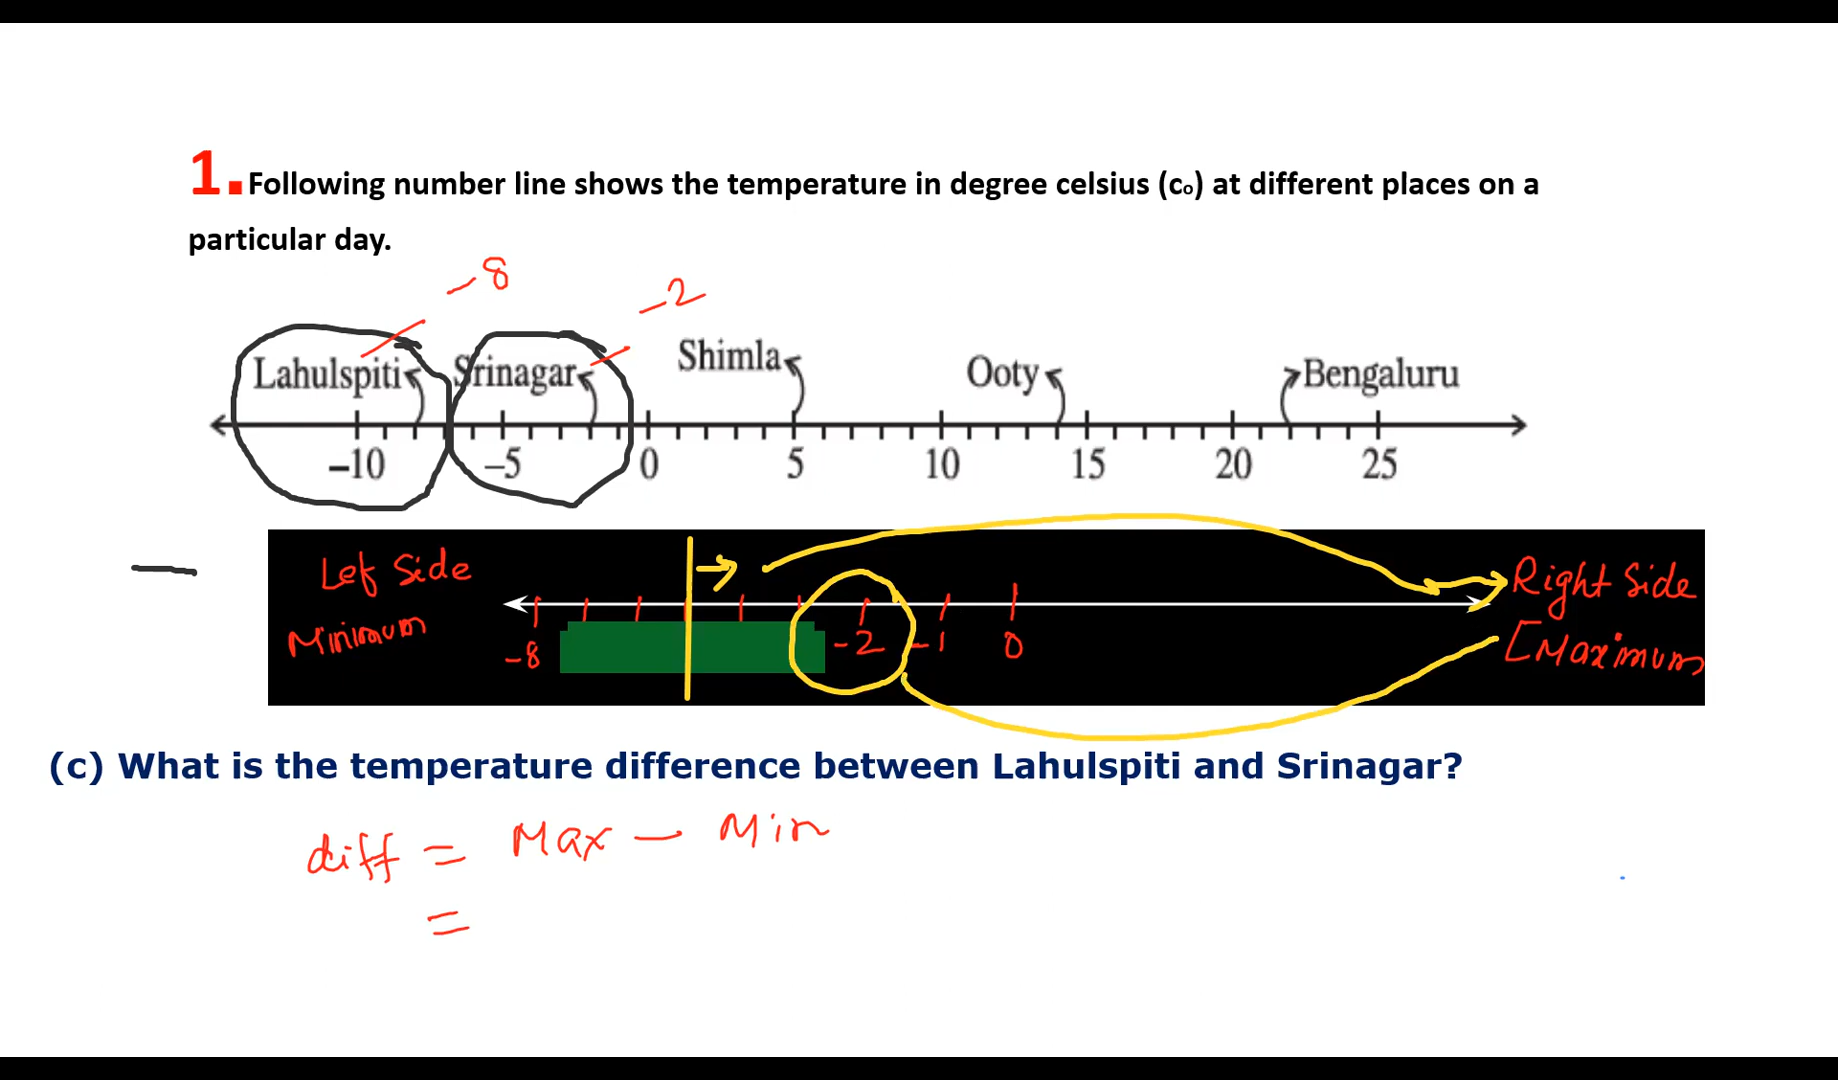 1.Following number line shows the temperature in degree celsius (co) at different places on a
particular day.
-8
-2
Lahulspiti Srinagar Shimla Ooty Bengaluru
-10 -5 0 5 10 15 20 25
Lef Side Right Side
Minimum -8 -2 -1 0 [Maximum
(c) What is the temperature difference between Lahulspiti and Srinagar?
diff = Max - Min
=